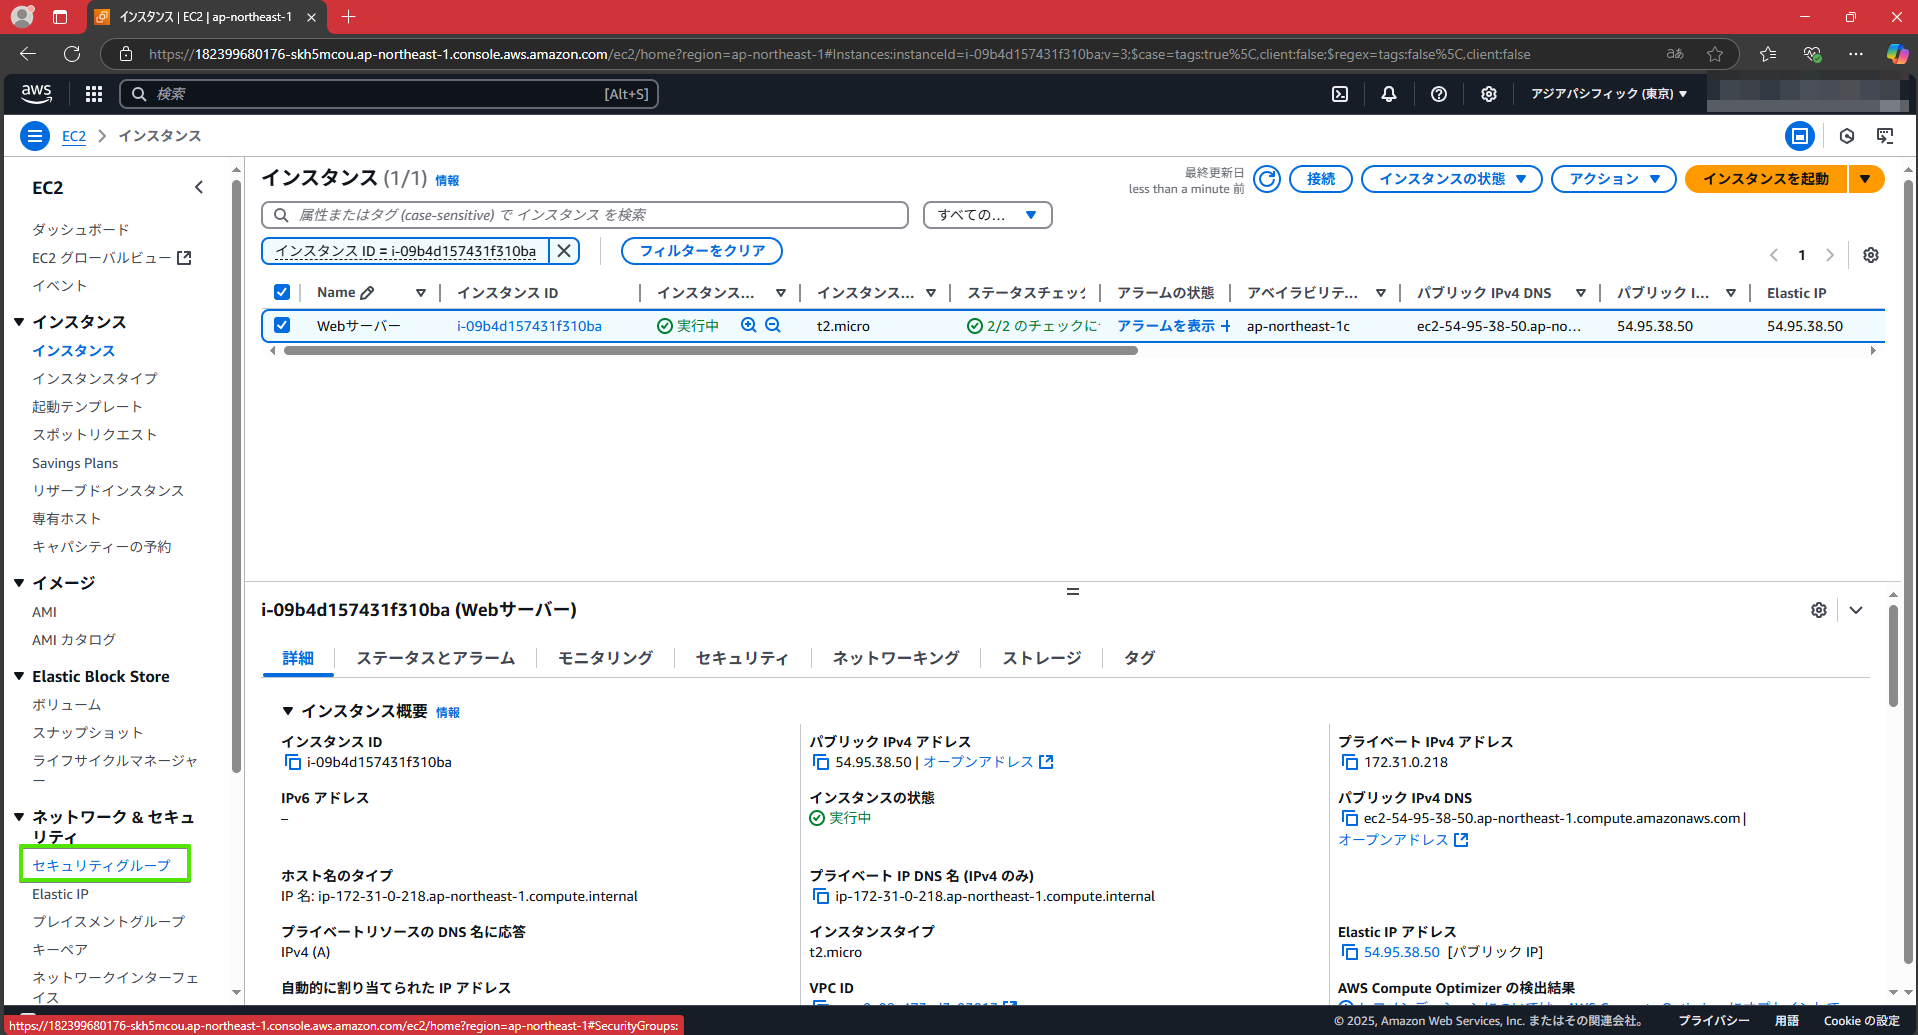 インスタンス | EC2 | ap-northeast-1
https://182399680176-skh5mcou.ap-northeast-1.console.aws.amazon.com/ec2/home?region=ap-northeast-1#Instances:instanceId=i-09b4d157431f310ba;v=3;$case=tags:true%5C,client:false;$regex=tags:false%5C,client:false
aあ
aws
検索 [Alt+S]
アジアパシフィック (東京)
EC2 インスタンス
EC2
ダッシュボード
EC2 グローバルビュー
イベント
インスタンス
インスタンス
インスタンスタイプ
起動テンプレート
スポットリクエスト
Savings Plans
リザーブドインスタンス
専有ホスト
キャパシティーの予約
イメージ
AMI
AMI カタログ
Elastic Block Store
ボリューム
スナップショット
ライフサイクルマネージャ
ー
ネットワーク & セキュ
リティ
セキュリティグループ
Elastic IP
プレイスメントグループ
キーペア
ネットワークインターフェ
イス
インスタンス (1/1) 情報
最終更新日
less than a minute 前
接続 インスタンスの状態 アクション インスタンスを起動
属性またはタグ (case-sensitive) で インスタンス を検索 すべての...
インスタンス ID = i-09b4d157431f310ba フィルターをクリア
1
Name インスタンス ID インスタンス... インスタンス... ステータスチェック アラームの状態 アベイラビリテ... パブリック IPv4 DNS パブリック I... Elastic IP
Webサーバー i-09b4d157431f310ba 実行中 t2.micro 2/2 のチェックに アラームを表示 ap-northeast-1c ec2-54-95-38-50.ap-no... 54.95.38.50 54.95.38.50
i-09b4d157431f310ba (Webサーバー)
詳細 ステータスとアラーム モニタリング セキュリティ ネットワーキング ストレージ タグ
インスタンス概要 情報
インスタンス ID
i-09b4d157431f310ba
パブリック IPv4 アドレス
54.95.38.50 | オープンアドレス
プライベート IPv4 アドレス
172.31.0.218
IPv6 アドレス
–
インスタンスの状態
実行中
パブリック IPv4 DNS
ec2-54-95-38-50.ap-northeast-1.compute.amazonaws.com |
オープンアドレス
ホスト名のタイプ
IP 名: ip-172-31-0-218.ap-northeast-1.compute.internal
プライベート IP DNS 名 (IPv4 のみ)
ip-172-31-0-218.ap-northeast-1.compute.internal
プライベートリソースの DNS 名に応答
IPv4 (A)
インスタンスタイプ
t2.micro
Elastic IP アドレス
54.95.38.50 [パブリック IP]
自動的に割り当てられた IP アドレス
VPC ID
AWS Compute Optimizer の検出結果
https://182399680176-skh5mcou.ap-northeast-1.console.aws.amazon.com/ec2/home?region=ap-northeast-1#SecurityGroups:
© 2025, Amazon Web Services, Inc. またはその関連会社。 プライバシー 用語 Cookie の設定